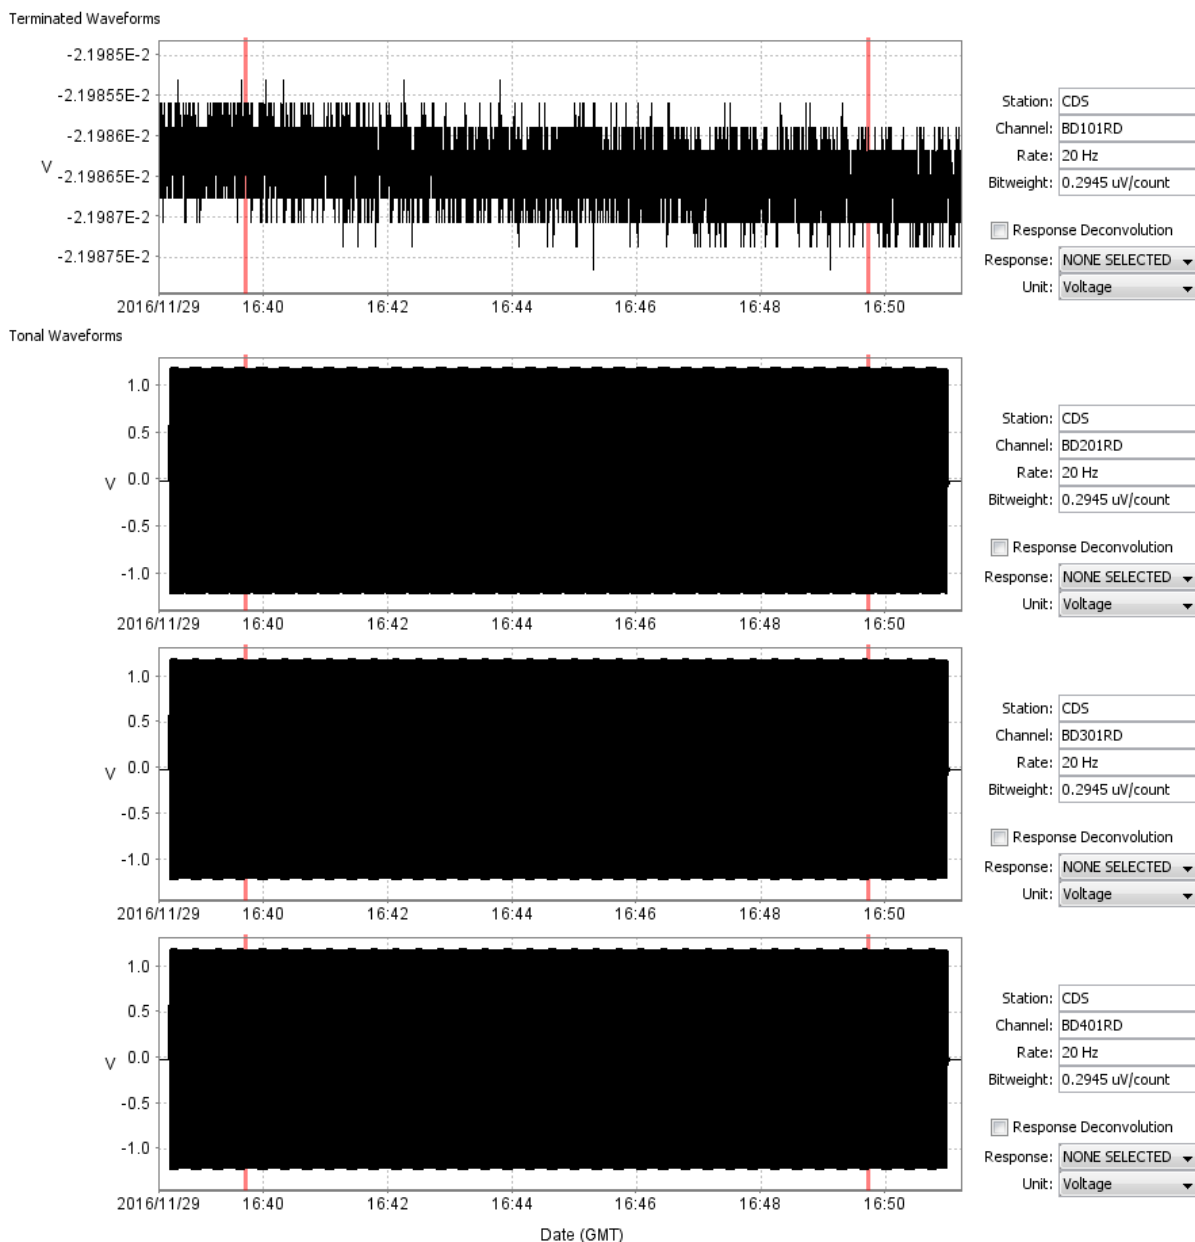 Terminated Waveforms
-2.1985E-2
-2.19855E-2
-2.1986E-2
-2.19865E-2
-2.1987E-2
-2.19875E-2
V
2016/11/29 16:40 16:42 16:44 16:46 16:48 16:50
Station: CDS
Channel: BD101RD
Rate: 20 Hz
Bitweight: 0.2945 uV/count
Response Deconvolution
Response: NONE SELECTED
Unit: Voltage
Tonal Waveforms
1.0
0.5
0.0
-0.5
-1.0
V
2016/11/29 16:40 16:42 16:44 16:46 16:48 16:50
Station: CDS
Channel: BD201RD
Rate: 20 Hz
Bitweight: 0.2945 uV/count
Response Deconvolution
Response: NONE SELECTED
Unit: Voltage
1.0
0.5
0.0
-0.5
-1.0
V
2016/11/29 16:40 16:42 16:44 16:46 16:48 16:50
Station: CDS
Channel: BD301RD
Rate: 20 Hz
Bitweight: 0.2945 uV/count
Response Deconvolution
Response: NONE SELECTED
Unit: Voltage
1.0
0.5
0.0
-0.5
-1.0
V
2016/11/29 16:40 16:42 16:44 16:46 16:48 16:50
Station: CDS
Channel: BD401RD
Rate: 20 Hz
Bitweight: 0.2945 uV/count
Response Deconvolution
Response: NONE SELECTED
Unit: Voltage
Date (GMT)